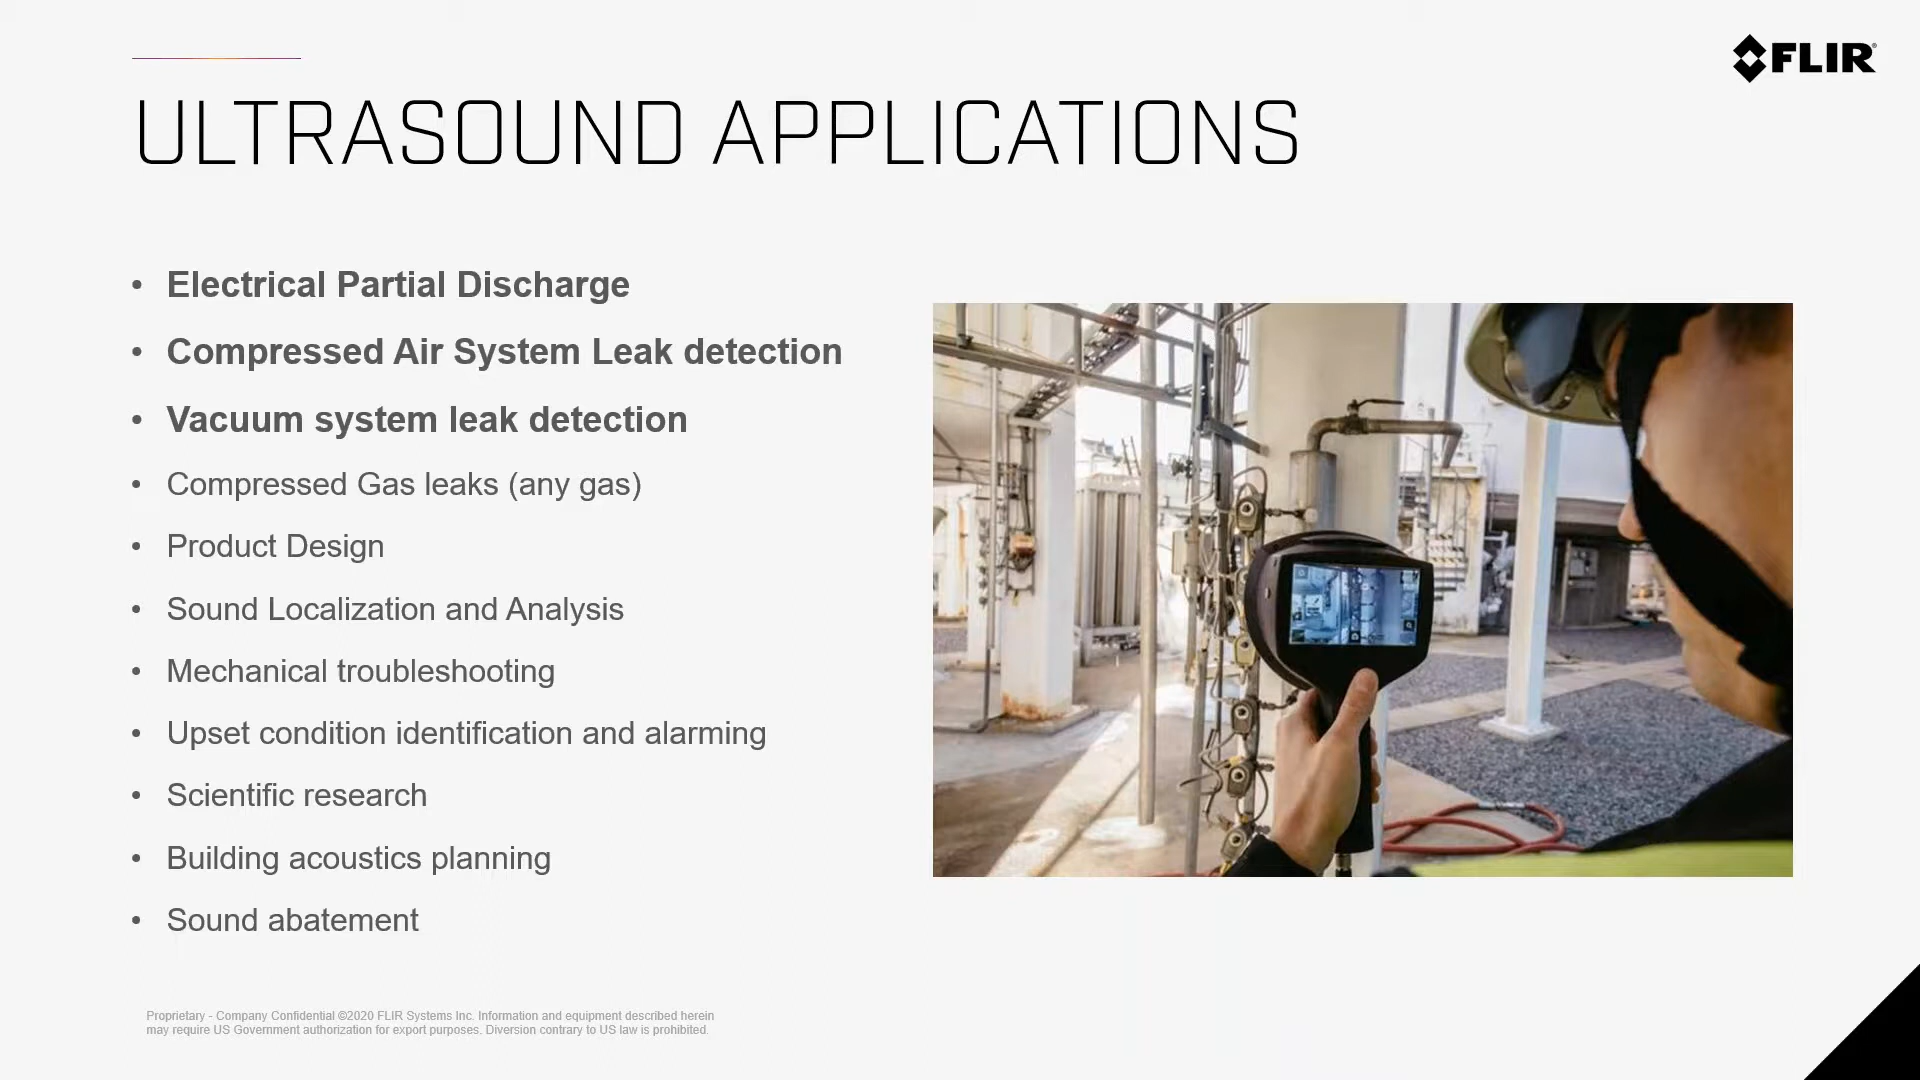 FLIR
ULTRASOUND APPLICATIONS
• Electrical Partial Discharge
• Compressed Air System Leak detection
• Vacuum system leak detection
• Compressed Gas leaks (any gas)
• Product Design
• Sound Localization and Analysis
• Mechanical troubleshooting
• Upset condition identification and alarming
• Scientific research
• Building acoustics planning
• Sound abatement
Proprietary - Company Confidential ©2020 FLIR Systems Inc. Information and equipment described herein
may require US Government authorization for export purposes. Diversion contrary to US law is prohibited.